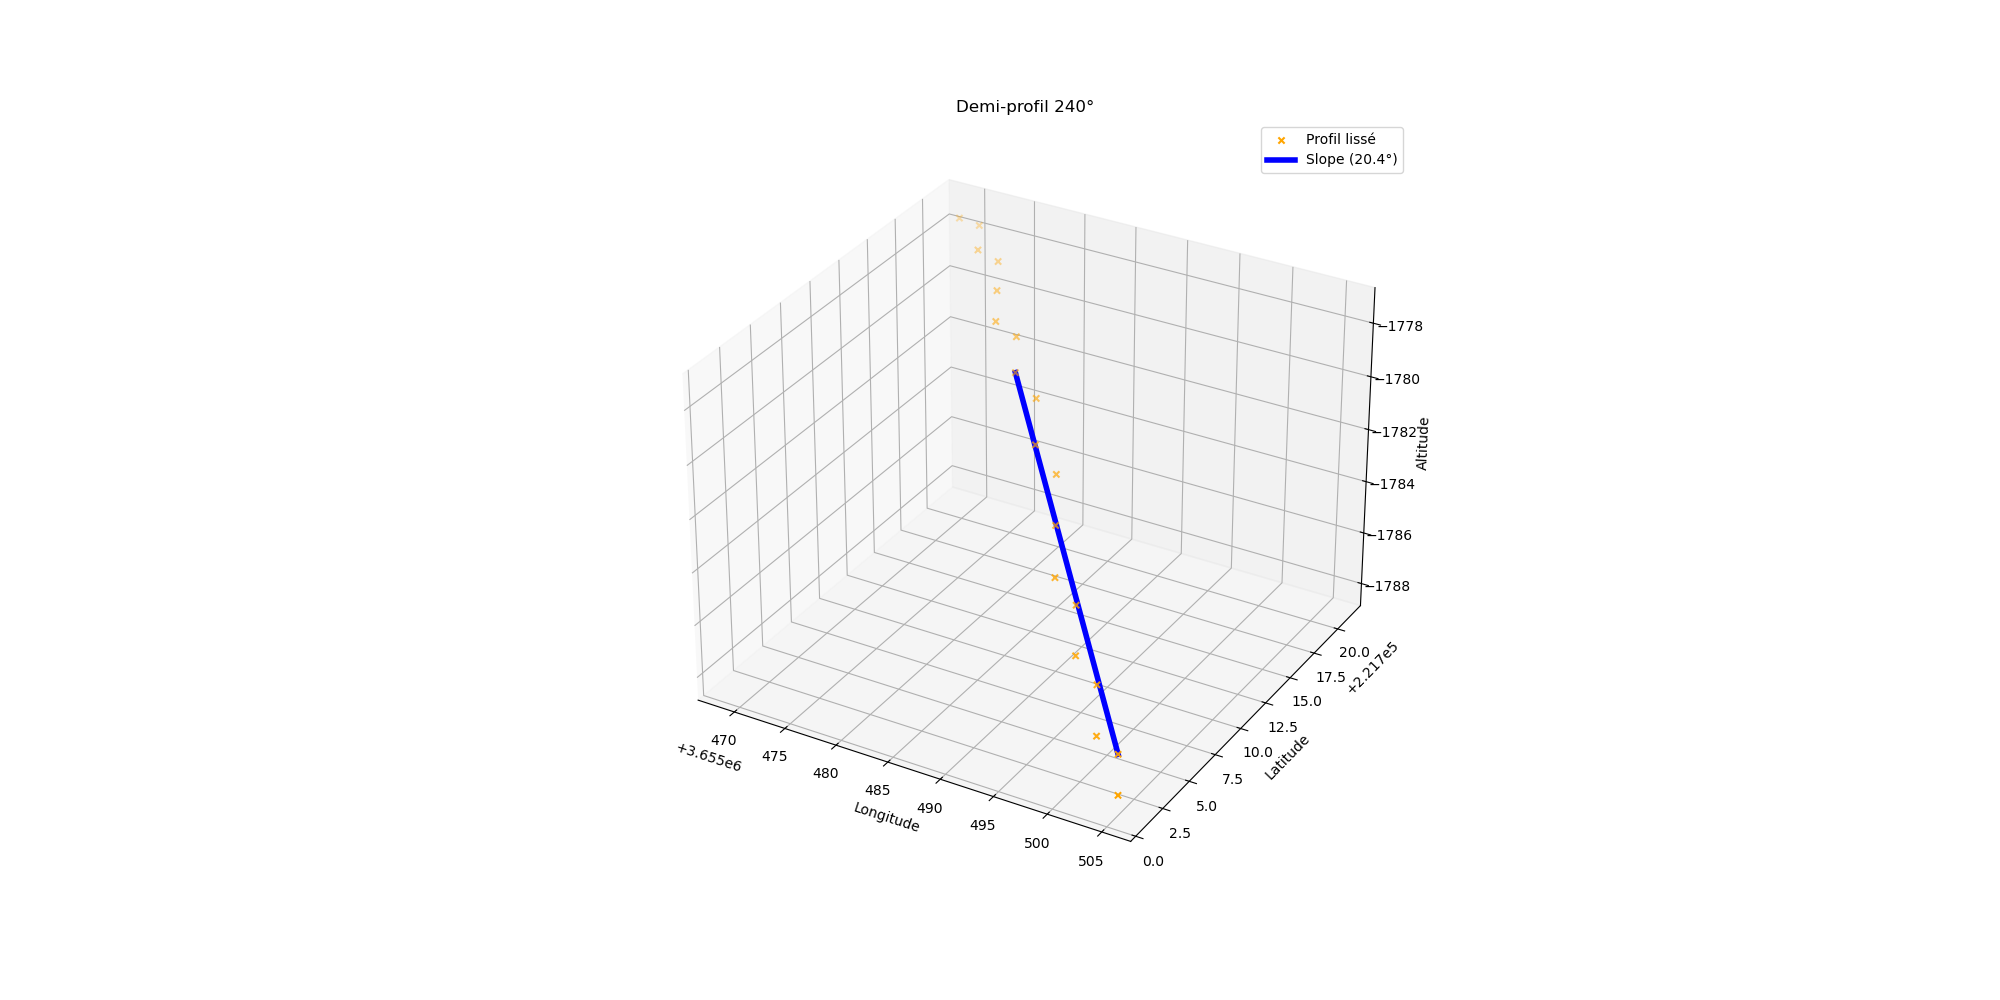 Demi-profil 240°
Profil lissé
Slope (20.4°)
−1778
−1780
−1782
−1784
−1786
−1788
Altitude
20.0
17.5
15.0
12.5
10.0
7.5
5.0
2.5
0.0
+2.217e5
Latitude
470
475
480
485
490
495
500
505
+3.655e6
Longitude